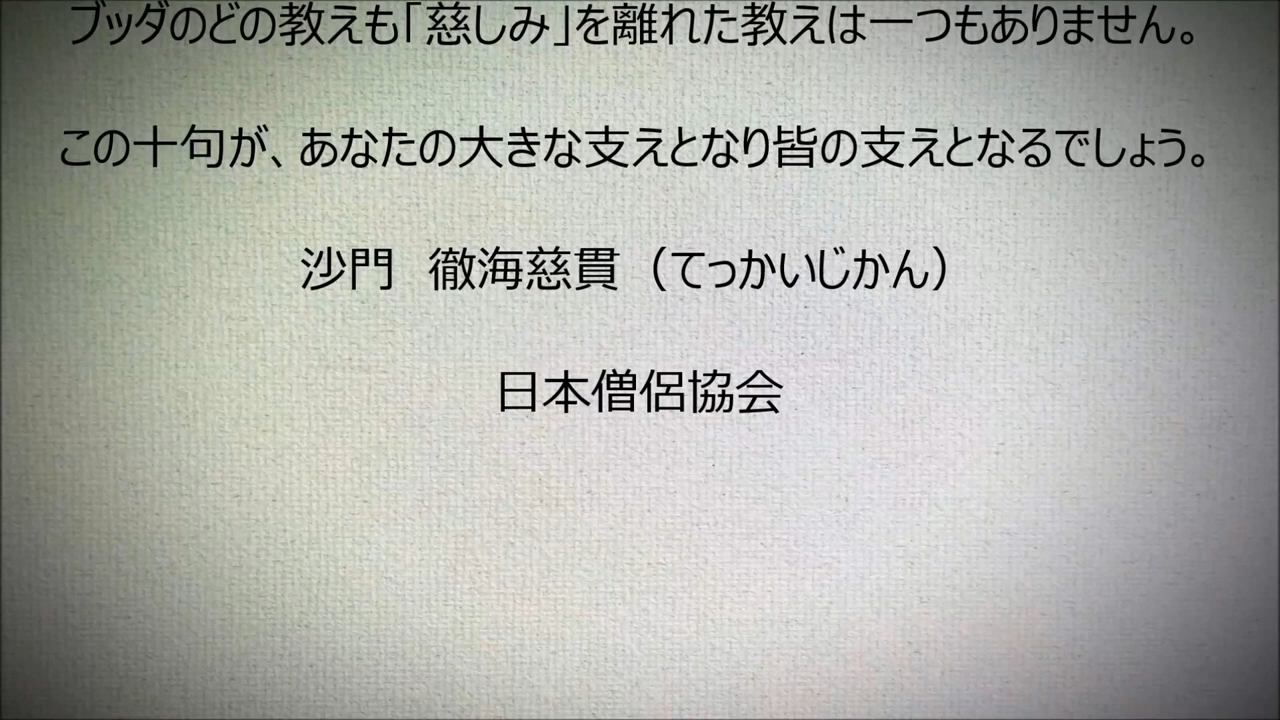 ブッダのどの教えも「慈しみ」を離れた教えは一つもありません。
この十句が、あなたの大きな支えとなり皆の支えとなるでしょう。
沙門　徹海慈貫（てっかいじかん）
日本僧侶協会